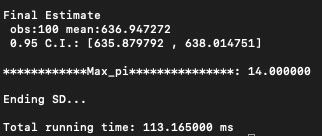 Final Estimate
obs:100 mean:636.947272
0.95 C.I.: [635.879792 , 638.014751]
************Max_pi***************: 14.000000
Ending SD...
Total running time: 113.165000 ms